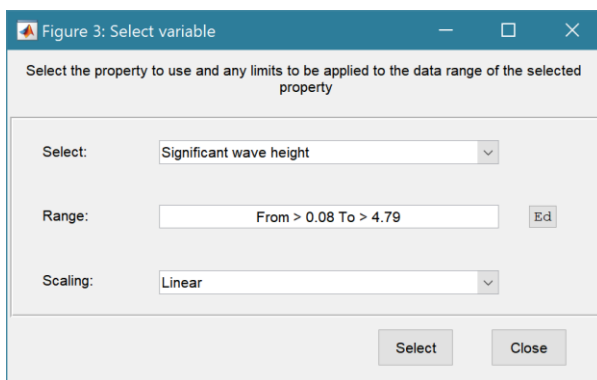 Figure 3: Select variable
Select the property to use and any limits to be applied to the data range of the selected
property
Select: Significant wave height
Range: From > 0.08 To > 4.79 Ed
Scaling: Linear
Select Close